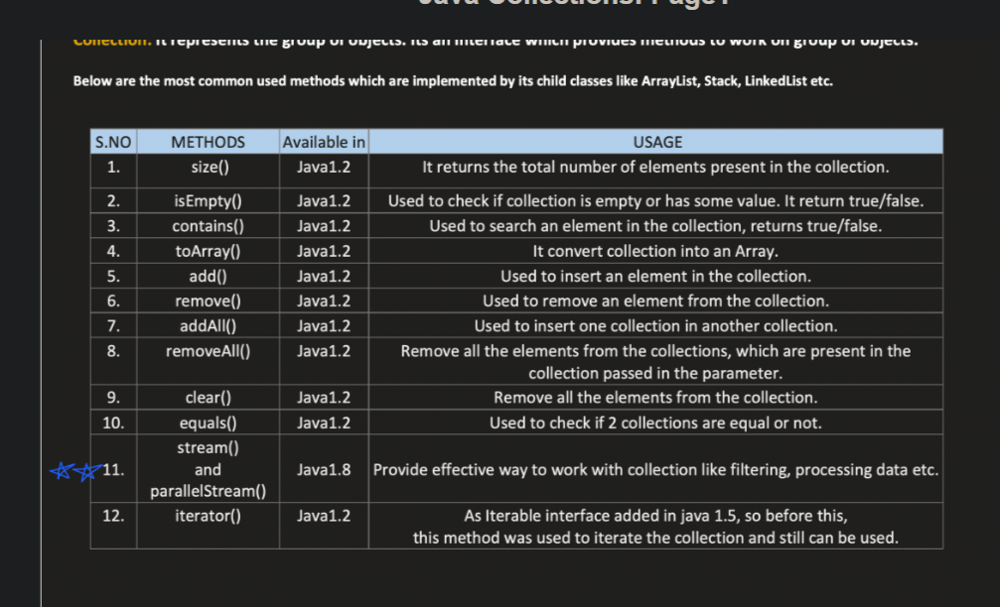 Java Collections: Page1
Collection: It represents the group of objects. Its an interface which provides methods to work on group of objects.
Below are the most common used methods which are implemented by its child classes like ArrayList, Stack, LinkedList etc.
S.NO METHODS Available in USAGE
1. size() Java1.2 It returns the total number of elements present in the collection.
2. isEmpty() Java1.2 Used to check if collection is empty or has some value. It return true/false.
3. contains() Java1.2 Used to search an element in the collection, returns true/false.
4. toArray() Java1.2 It convert collection into an Array.
5. add() Java1.2 Used to insert an element in the collection.
6. remove() Java1.2 Used to remove an element from the collection.
7. addAll() Java1.2 Used to insert one collection in another collection.
8. removeAll() Java1.2 Remove all the elements from the collections, which are present in the
collection passed in the parameter.
9. clear() Java1.2 Remove all the elements from the collection.
10. equals() Java1.2 Used to check if 2 collections are equal or not.
stream()
11. and Java1.8 Provide effective way to work with collection like filtering, processing data etc.
parallelStream()
12. iterator() Java1.2 As Iterable interface added in java 1.5, so before this,
this method was used to iterate the collection and still can be used.